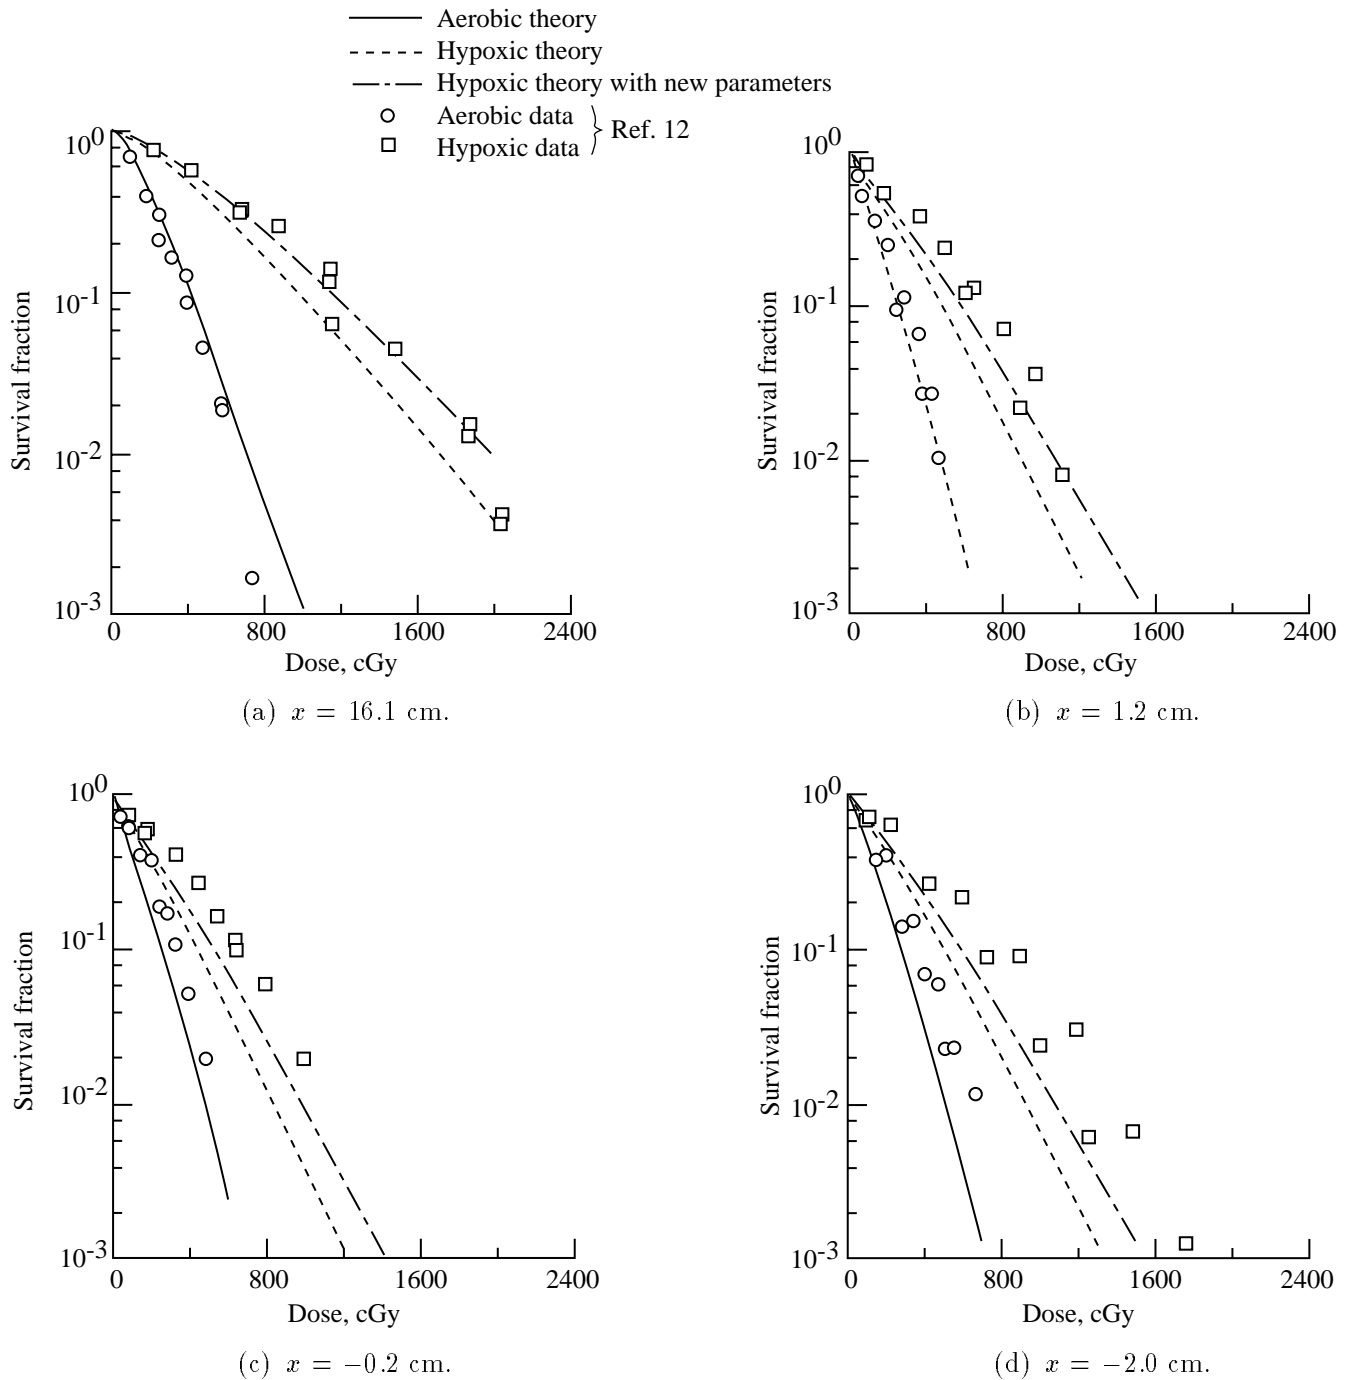 Aerobic theory
Hypoxic theory
Hypoxic theory with new parameters
Aerobic data
Hypoxic data
Ref. 12
10^0
10^-1
10^-2
10^-3
Survival fraction
0 800 1600 2400
Dose, cGy
(a) x = 16.1 cm.
10^0
10^-1
10^-2
10^-3
Survival fraction
0 800 1600 2400
Dose, cGy
(b) x = 1.2 cm.
10^0
10^-1
10^-2
10^-3
Survival fraction
0 800 1600 2400
Dose, cGy
(c) x = −0.2 cm.
10^0
10^-1
10^-2
10^-3
Survival fraction
0 800 1600 2400
Dose, cGy
(d) x = −2.0 cm.